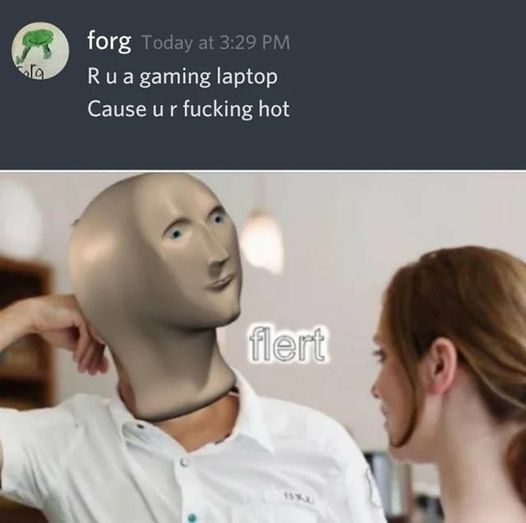 forg Today at 3:29 PM
R u a gaming laptop
Cause u r fucking hot
flert